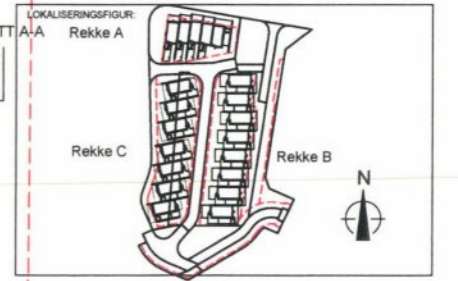 LOKALISERINGSFIGUR:
TT A-A
Rekke A
Rekke C
Rekke B
N